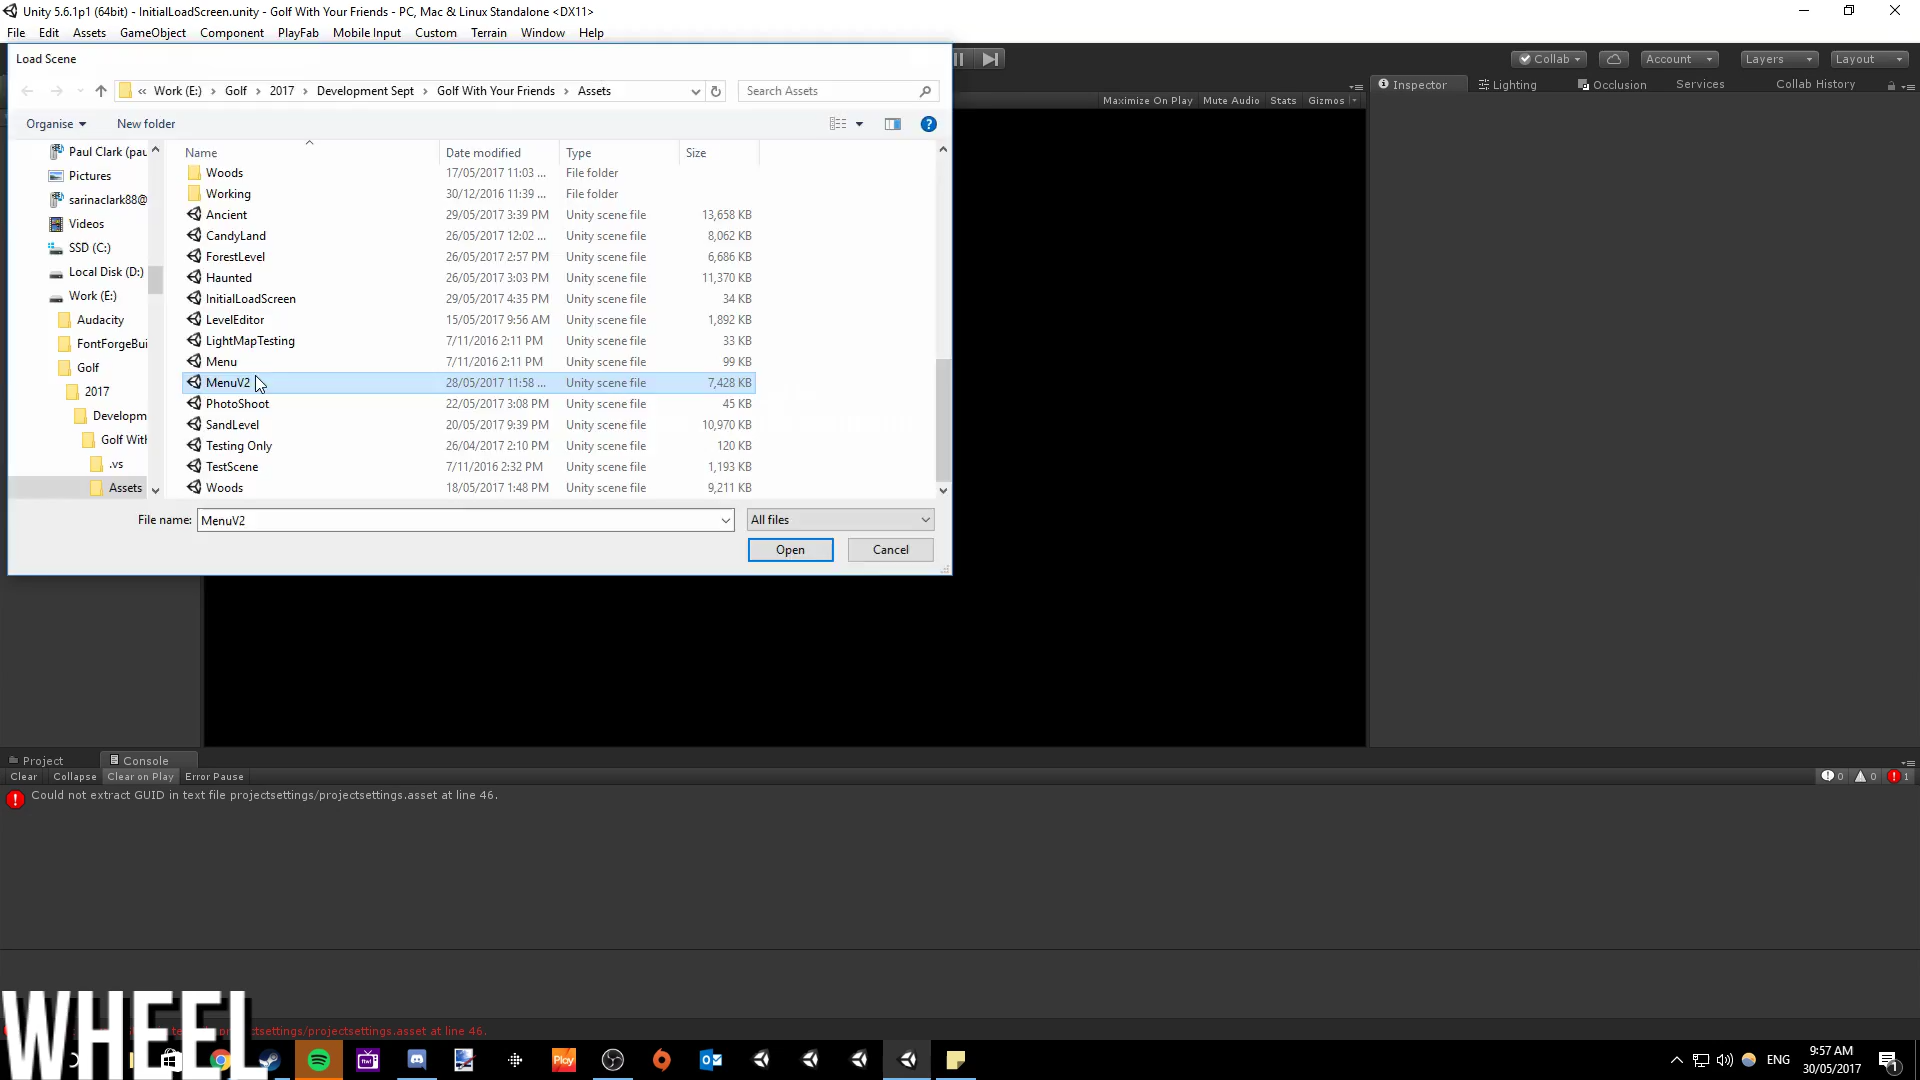 Unity 5.6.1p1 (64bit) - InitialLoadScreen.unity - Golf With Your Friends - PC, Mac & Linux Standalone <DX11>
File Edit Assets GameObject Component PlayFab Mobile Input Custom Terrain Window Help
Load Scene
Collab Account Layers Layout
« Work (E:) › Golf › 2017 › Development Sept › Golf With Your Friends › Assets
Search Assets
Inspector Lighting Occlusion Services Collab History
Maximize On Play Mute Audio Stats Gizmos
Organise New folder
Name Date modified Type Size
Woods 17/05/2017 11:03 ... File folder
Working 30/12/2016 11:39 ... File folder
Ancient 29/05/2017 3:39 PM Unity scene file 13,658 KB
CandyLand 26/05/2017 12:02 ... Unity scene file 8,062 KB
ForestLevel 26/05/2017 2:57 PM Unity scene file 6,686 KB
Haunted 26/05/2017 3:03 PM Unity scene file 11,370 KB
InitialLoadScreen 29/05/2017 4:35 PM Unity scene file 34 KB
LevelEditor 15/05/2017 9:56 AM Unity scene file 1,892 KB
LightMapTesting 7/11/2016 2:11 PM Unity scene file 33 KB
Menu 7/11/2016 2:11 PM Unity scene file 99 KB
MenuV2 28/05/2017 11:58 ... Unity scene file 7,428 KB
PhotoShoot 22/05/2017 3:08 PM Unity scene file 45 KB
SandLevel 20/05/2017 9:39 PM Unity scene file 10,970 KB
Testing Only 26/04/2017 2:10 PM Unity scene file 120 KB
TestScene 7/11/2016 2:32 PM Unity scene file 1,193 KB
Woods 18/05/2017 1:48 PM Unity scene file 9,211 KB
Paul Clark (pau
Pictures
sarinaclark88@
Videos
SSD (C:)
Local Disk (D:)
Work (E:)
Audacity
FontForgeBui
Golf
2017
Developm
Golf With
.vs
Assets
File name: MenuV2 All files
Open Cancel
Project Console
Clear Collapse Clear on Play Error Pause 0 0 1
Could not extract GUID in text file projectsettings/projectsettings.asset at line 46.
projectsettings/projectsettings.asset at line 46.
WHEEL
Play
ENG
9:57 AM
30/05/2017
1